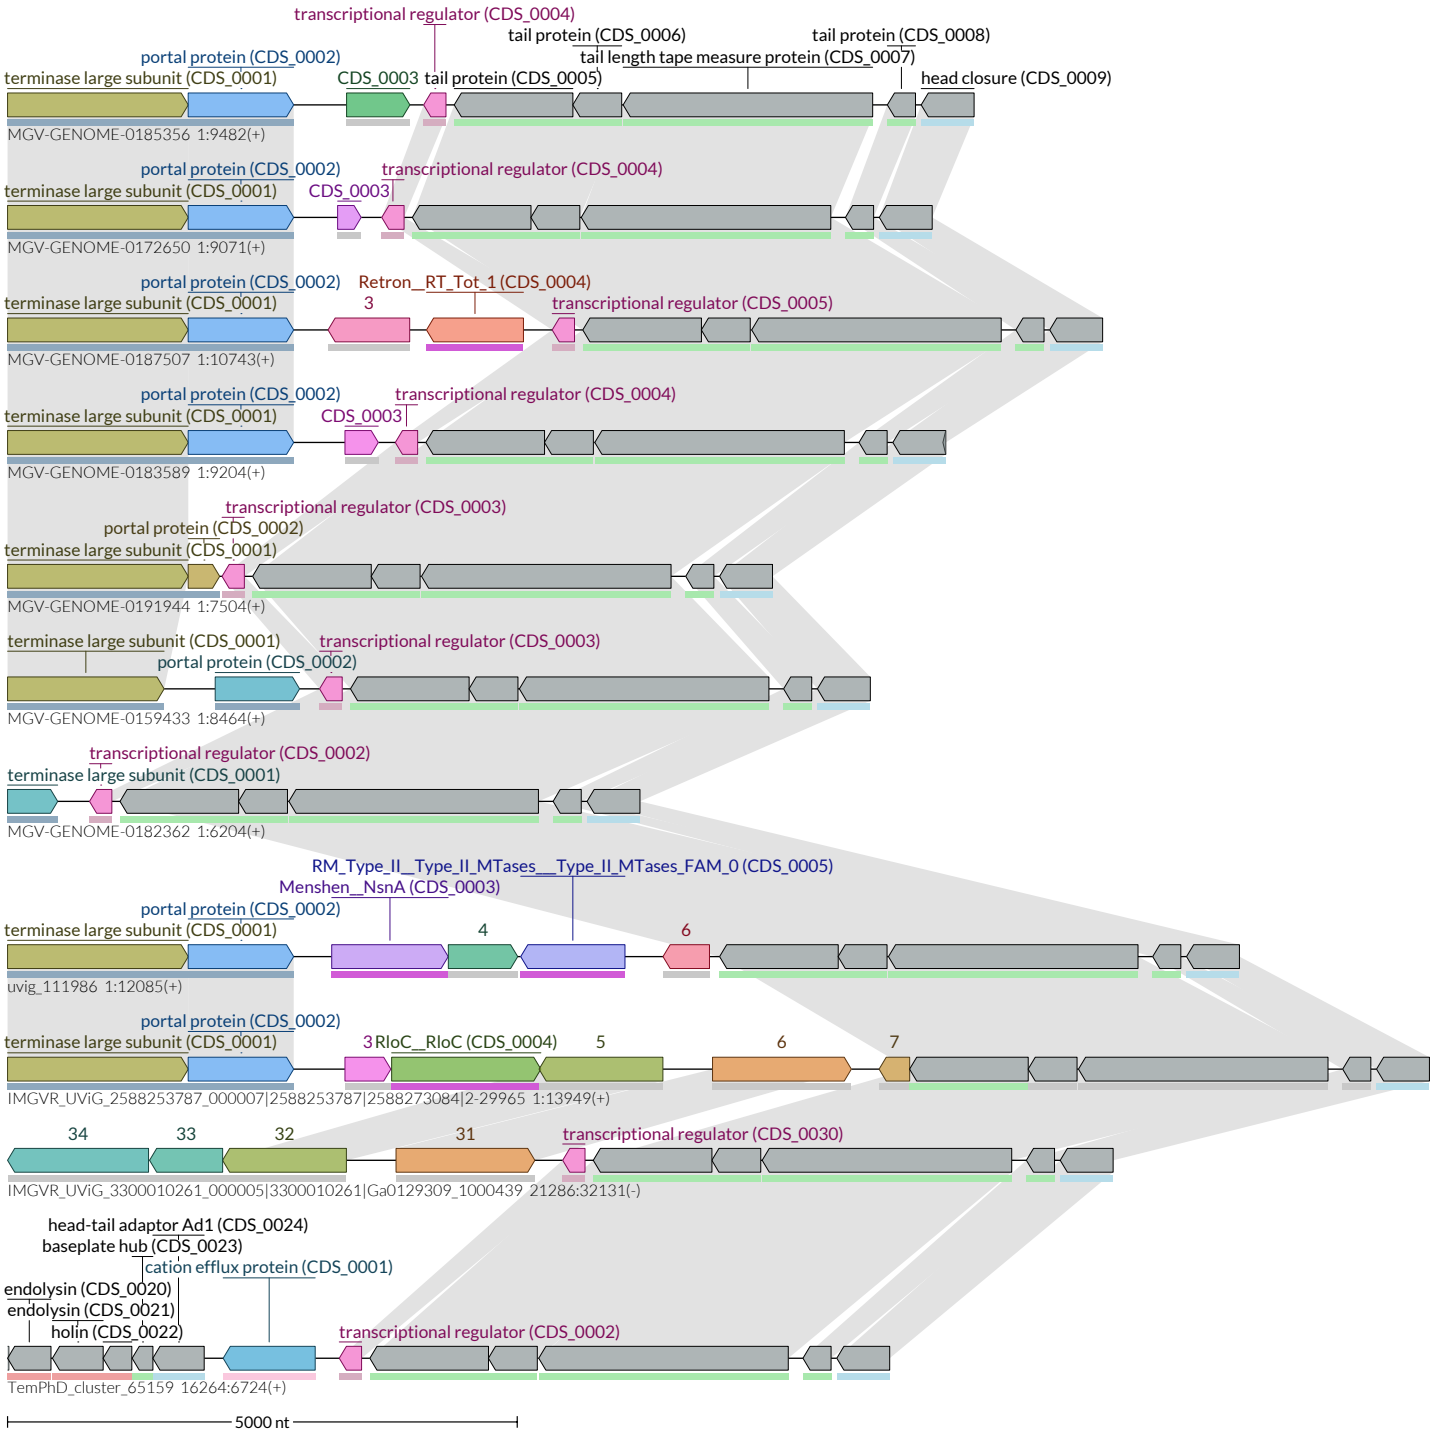 transcriptional regulator (CDS_0004)
tail protein (CDS_0006)
tail protein (CDS_0008)
portal protein (CDS_0002)
tail length tape measure protein (CDS_0007)
terminase large subunit (CDS_0001)
CDS_0003
tail protein (CDS_0005)
head closure (CDS_0009)
MGV-GENOME-0185356 1:9482(+)
portal protein (CDS_0002)
transcriptional regulator (CDS_0004)
terminase large subunit (CDS_0001)
CDS_0003
MGV-GENOME-0172650 1:9071(+)
portal protein (CDS_0002)
Retron__RT_Tot_1 (CDS_0004)
terminase large subunit (CDS_0001)
3
transcriptional regulator (CDS_0005)
MGV-GENOME-0187507 1:10743(+)
portal protein (CDS_0002)
transcriptional regulator (CDS_0004)
terminase large subunit (CDS_0001)
CDS_0003
MGV-GENOME-0183589 1:9204(+)
transcriptional regulator (CDS_0003)
portal protein (CDS_0002)
terminase large subunit (CDS_0001)
MGV-GENOME-0191944 1:7504(+)
terminase large subunit (CDS_0001)
transcriptional regulator (CDS_0003)
portal protein (CDS_0002)
MGV-GENOME-0159433 1:8464(+)
transcriptional regulator (CDS_0002)
terminase large subunit (CDS_0001)
MGV-GENOME-0182362 1:6204(+)
RM_Type_II__Type_II_MTases___Type_II_MTases_FAM_0 (CDS_0005)
Menshen__NsnA (CDS_0003)
portal protein (CDS_0002)
terminase large subunit (CDS_0001)
4
6
uvig_111986 1:12085(+)
portal protein (CDS_0002)
terminase large subunit (CDS_0001)
3
RloC__RloC (CDS_0004)
5
6
7
IMGVR_UViG_2588253787_000007|2588253787|2588273084|2-29965 1:13949(+)
34
33
32
31
transcriptional regulator (CDS_0030)
IMGVR_UViG_3300010261_000005|3300010261|Ga0129309_1000439 21286:32131(-)
head-tail adaptor Ad1 (CDS_0024)
baseplate hub (CDS_0023)
cation efflux protein (CDS_0001)
endolysin (CDS_0020)
endolysin (CDS_0021)
holin (CDS_0022)
transcriptional regulator (CDS_0002)
TemPhD_cluster_65159 16264:6724(+)
5000 nt